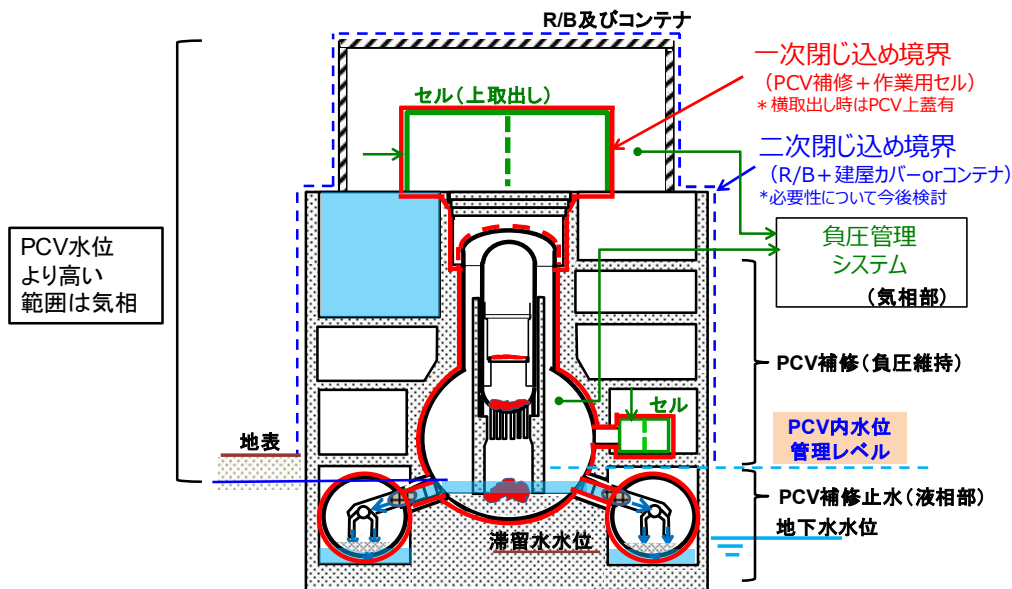 R/B及びコンテナ
一次閉じ込め境界
(PCV補修+作業用セル)
*横取出し時はPCV上蓋有
セル(上取出し)
二次閉じ込め境界
(R/B+建屋カバーorコンテナ)
*必要性について今後検討
PCV水位
より高い
範囲は気相
負圧管理
システム
(気相部)
PCV補修(負圧維持)
セル
PCV内水位
管理レベル
地表
PCV補修止水(液相部)
地下水水位
滞留水水位